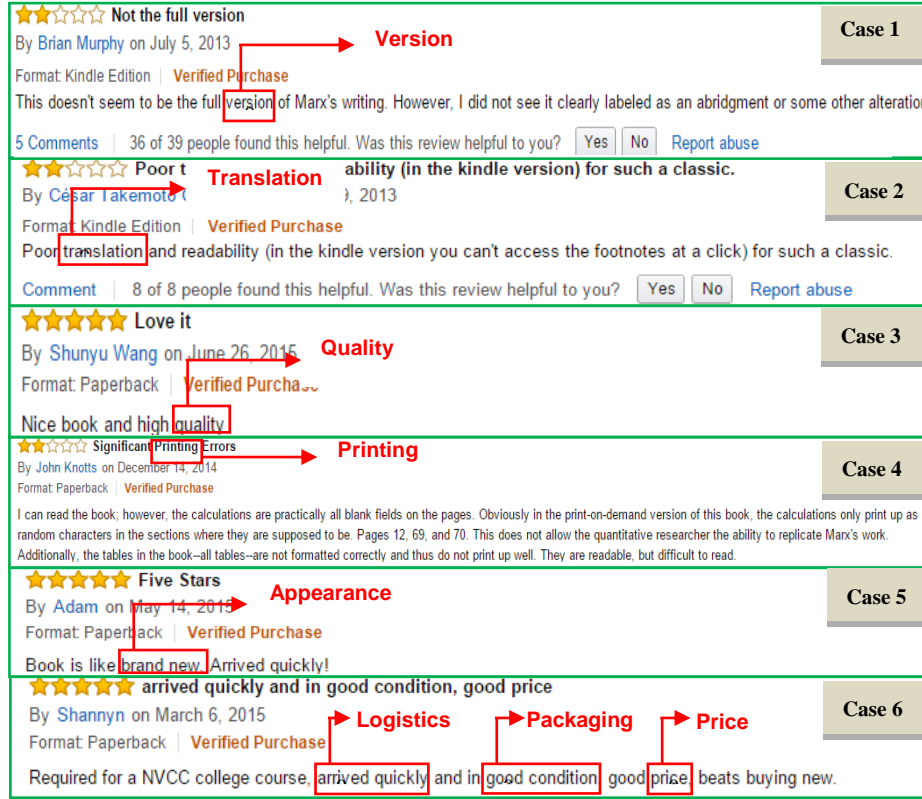 Not the full version
By Brian Murphy on July 5, 2013
Version
Case 1
Format: Kindle Edition | Verified Purchase
This doesn't seem to be the full version of Marx's writing. However, I did not see it clearly labeled as an abridgment or some other alteration
5 Comments | 36 of 39 people found this helpful. Was this review helpful to you? Yes No Report abuse
Poor t ability (in the kindle version) for such a classic.
Translation
Case 2
By César Takemoto , 2013
Format: Kindle Edition | Verified Purchase
Poor translation and readability (in the kindle version you can't access the footnotes at a click) for such a classic.
Comment | 8 of 8 people found this helpful. Was this review helpful to you? Yes No Report abuse
Love it
Case 3
By Shunyu Wang on June 26, 2015
Quality
Format: Paperback | Verified Purchase
Nice book and high quality
Significant Printing Errors
Printing
By John Knotts on December 14, 2014
Case 4
Format: Paperback | Verified Purchase
I can read the book; however, the calculations are practically all blank fields on the pages. Obviously in the print-on-demand version of this book, the calculations only print up as
random characters in the sections where they are supposed to be. Pages 12, 69, and 70. This does not allow the quantitative researcher the ability to replicate Marx's work.
Additionally, the tables in the book--all tables--are not formatted correctly and thus do not print up well. They are readable, but difficult to read.
Five Stars
Appearance
Case 5
By Adam on May 14, 2015
Format: Paperback | Verified Purchase
Book is like brand new. Arrived quickly!
arrived quickly and in good condition, good price
Case 6
By Shannyn on March 6, 2015
Logistics Packaging Price
Format: Paperback | Verified Purchase
Required for a NVCC college course, arrived quickly and in good condition, good price, beats buying new.